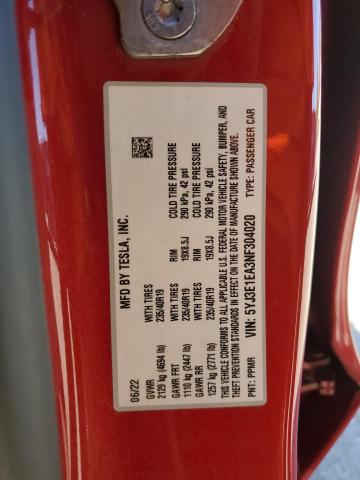 MFD BY TESLA, INC.
06/22
GVWR
2129 kg (4694 lb)
GAWR FRT WITH TIRES RIM COLD TIRE PRESSURE
1110 kg (2447 lb) 235/40R19 19X8.5J 290 kPa, 42 psi
GAWR RR WITH TIRES RIM COLD TIRE PRESSURE
1257 kg (2771 lb) 235/40R19 19X8.5J 290 kPa, 42 psi
THIS VEHICLE CONFORMS TO ALL APPLICABLE U.S. FEDERAL MOTOR VEHICLE SAFETY, BUMPER, AND
THEFT PREVENTION STANDARDS IN EFFECT ON THE DATE OF MANUFACTURE SHOWN ABOVE.
VIN: 5YJ3E1EA3NF304020
PNT: PPMR TYPE: PASSENGER CAR